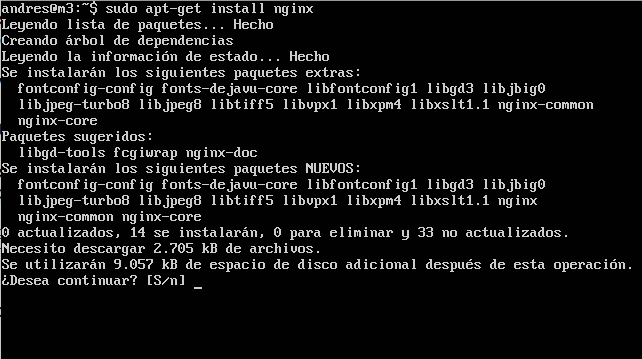 andres@m3:~$ sudo apt-get install nginx
Leyendo lista de paquetes... Hecho
Creando árbol de dependencias
Leyendo la información de estado... Hecho
Se instalarán los siguientes paquetes extras:
  fontconfig-config fonts-dejavu-core libfontconfig1 libgd3 libjbig0
  libjpeg-turbo8 libjpeg8 libtiff5 libvpx1 libxpm4 libxslt1.1 nginx-common
  nginx-core
Paquetes sugeridos:
  libgd-tools fcgiwrap nginx-doc
Se instalarán los siguientes paquetes NUEVOS:
  fontconfig-config fonts-dejavu-core libfontconfig1 libgd3 libjbig0
  libjpeg-turbo8 libjpeg8 libtiff5 libvpx1 libxpm4 libxslt1.1 nginx
  nginx-common nginx-core
0 actualizados, 14 se instalarán, 0 para eliminar y 33 no actualizados.
Necesito descargar 2.705 kB de archivos.
Se utilizarán 9.057 kB de espacio de disco adicional después de esta operación.
¿Desea continuar? [S/n] _